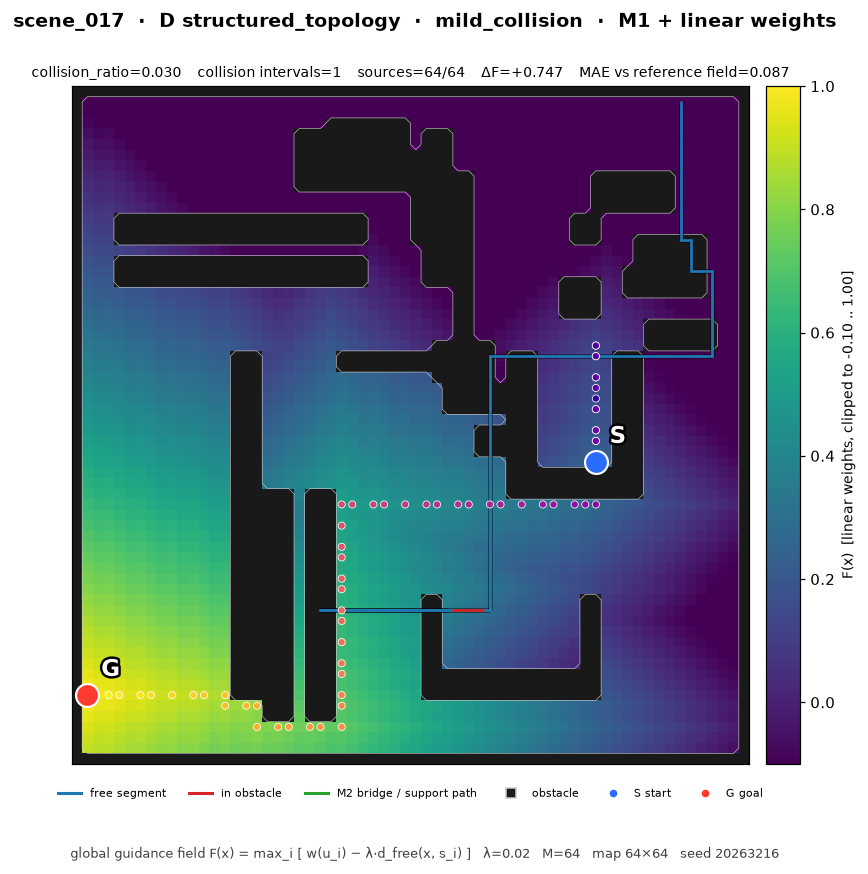 scene_017 · D structured_topology · mild_collision · M1 + linear weights
collision_ratio=0.030 collision intervals=1 sources=64/64 ΔF=+0.747 MAE vs reference field=0.087
1.0
0.8
0.6
0.4
0.2
0.0
F(x) [linear weights, clipped to -0.10 .. 1.00]
S
G
free segment
in obstacle
M2 bridge / support path
obstacle
S start
G goal
global guidance field F(x) = max_i [ w(u_i) − λ·d_free(x, s_i) ] λ=0.02 M=64 map 64×64 seed 20263216